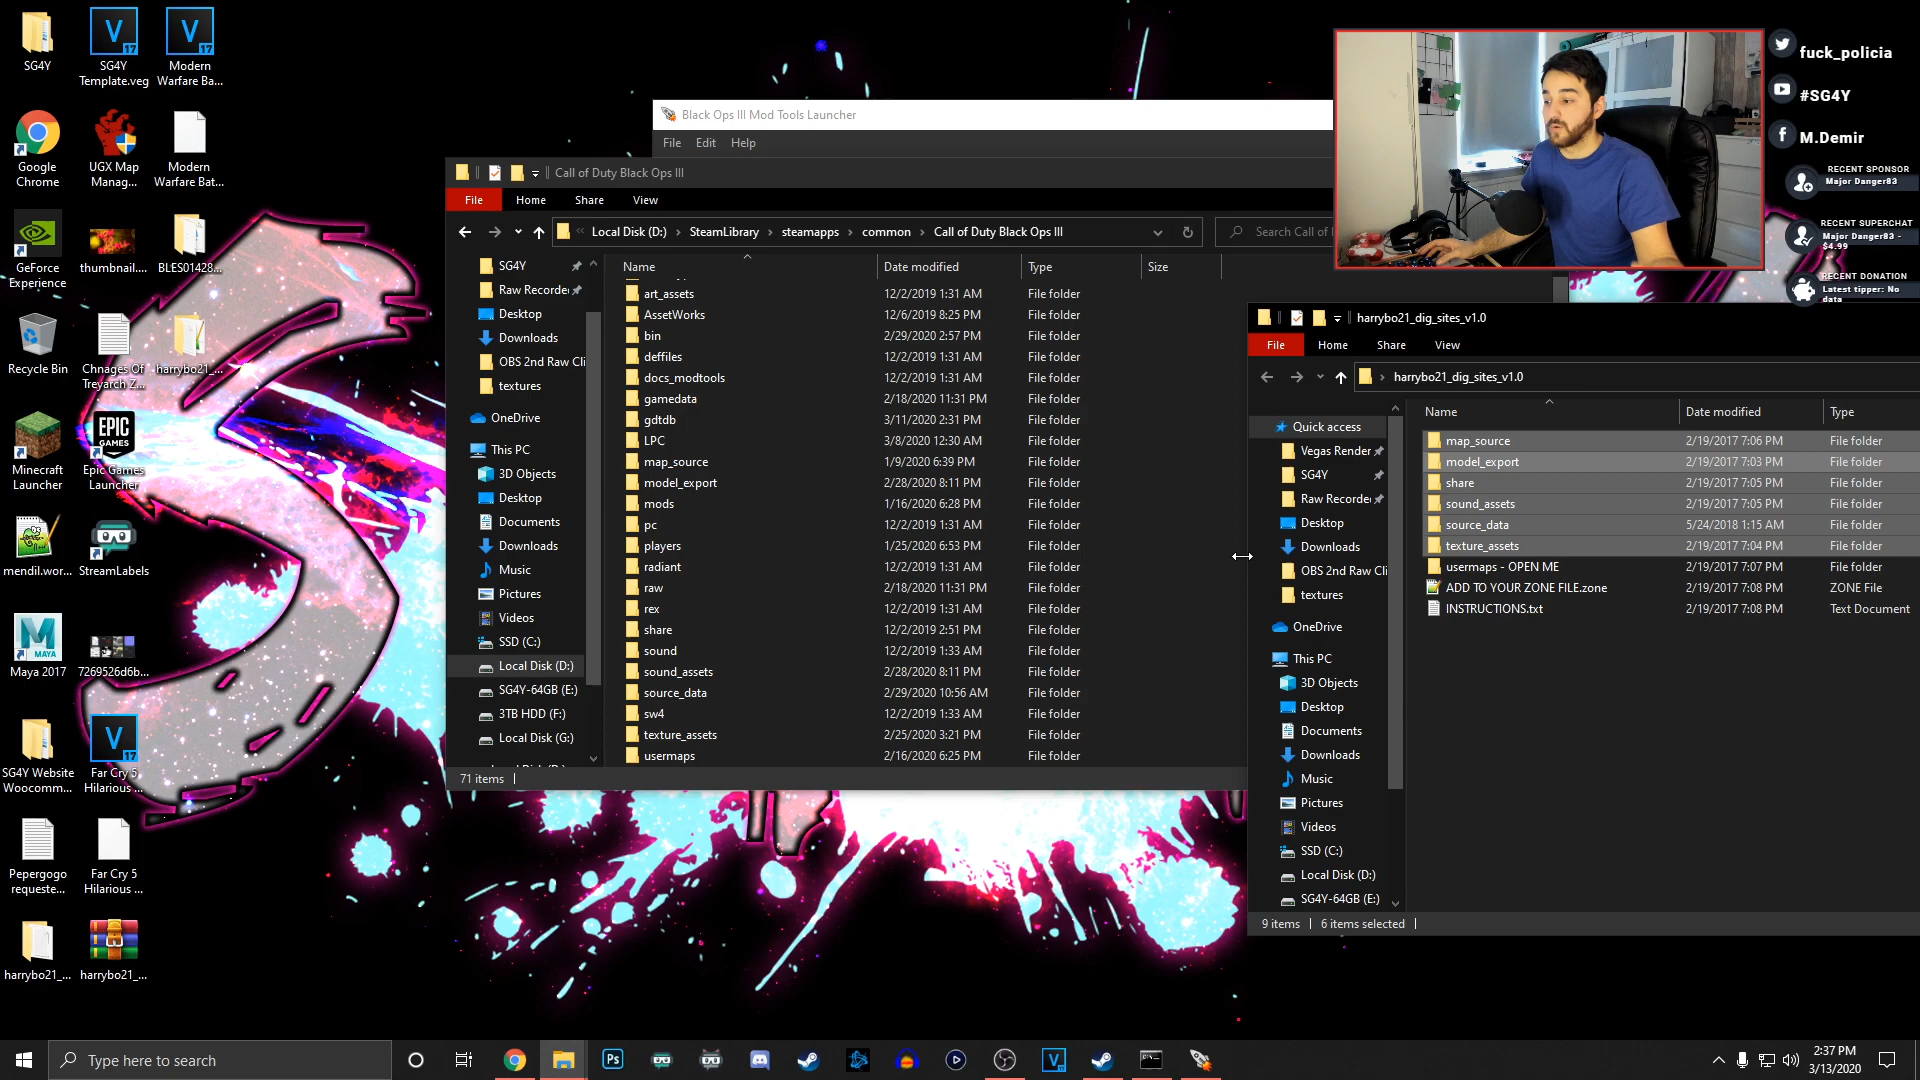 SG4Y
SG4Y
Template.veg
Modern
Warfare Ba...
Google
Chrome
UGX Map
Manag...
Modern
Warfare Bat...
GeForce
Experience
thumbnail....
BLES01428...
Recycle Bin
Chnages Of
Treyarch Z...
harrybo21_...
Minecraft
Launcher
EPIC
GAMES
Epic Games
Launcher
mendil.wor...
StreamLabels
Maya 2017
7269526d6b...
SG4Y Website
Woocomm...
Far Cry 5
Hilarious ...
Pepergogo
requeste...
Far Cry 5
Hilarious ...
harrybo21_...
harrybo21_...
Black Ops III Mod Tools Launcher
File Edit Help
Call of Duty Black Ops III
File Home Share View
Local Disk (D:) › SteamLibrary › steamapps › common › Call of Duty Black Ops III
Search Call of
SG4Y
Raw Recorde
Desktop
Downloads
OBS 2nd Raw Cli
textures
OneDrive
This PC
3D Objects
Desktop
Documents
Downloads
Music
Pictures
Videos
SSD (C:)
Local Disk (D:)
SG4Y-64GB (E:)
3TB HDD (F:)
Local Disk (G:)
Name Date modified Type Size
art_assets 12/2/2019 1:31 AM File folder
AssetWorks 12/6/2019 8:25 PM File folder
bin 2/29/2020 2:57 PM File folder
deffiles 12/2/2019 1:31 AM File folder
docs_modtools 12/2/2019 1:31 AM File folder
gamedata 2/18/2020 11:31 PM File folder
gdtdb 3/11/2020 2:31 PM File folder
LPC 3/8/2020 12:30 AM File folder
map_source 1/9/2020 6:39 PM File folder
model_export 2/28/2020 8:11 PM File folder
mods 1/16/2020 6:28 PM File folder
pc 12/2/2019 1:31 AM File folder
players 1/25/2020 6:53 PM File folder
radiant 12/2/2019 1:31 AM File folder
raw 2/18/2020 11:31 PM File folder
rex 12/2/2019 1:31 AM File folder
share 12/2/2019 2:51 PM File folder
sound 12/2/2019 1:33 AM File folder
sound_assets 2/28/2020 8:11 PM File folder
source_data 2/29/2020 10:56 AM File folder
sw4 12/2/2019 1:33 AM File folder
texture_assets 2/25/2020 3:21 PM File folder
usermaps 2/16/2020 6:25 PM File folder
71 items
fuck_policia
#SG4Y
M.Demir
RECENT SPONSOR
Major Danger83
RECENT SUPERCHAT
Major Danger83 -
$4.99
RECENT DONATION
Latest tipper: No
data
harrybo21_dig_sites_v1.0
File Home Share View
harrybo21_dig_sites_v1.0
Quick access
Vegas Render
SG4Y
Raw Recorde
Desktop
Downloads
OBS 2nd Raw Cli
textures
OneDrive
This PC
3D Objects
Desktop
Documents
Downloads
Music
Pictures
Videos
SSD (C:)
Local Disk (D:)
SG4Y-64GB (E:)
Name Date modified Type
map_source 2/19/2017 7:06 PM File folder
model_export 2/19/2017 7:03 PM File folder
share 2/19/2017 7:05 PM File folder
sound_assets 2/19/2017 7:05 PM File folder
source_data 5/24/2018 1:15 AM File folder
texture_assets 2/19/2017 7:04 PM File folder
usermaps - OPEN ME 2/19/2017 7:07 PM File folder
ADD TO YOUR ZONE FILE.zone 2/19/2017 7:08 PM ZONE File
INSTRUCTIONS.txt 2/19/2017 7:08 PM Text Document
9 items 6 items selected
Type here to search
Ps
2:37 PM
3/13/2020